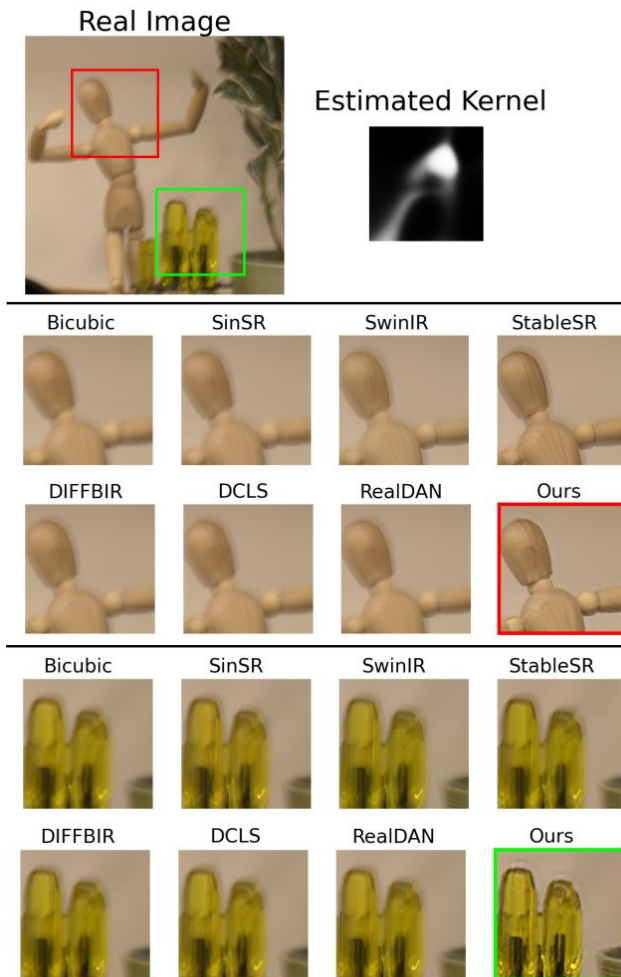 Real Image
Estimated Kernel
Bicubic SinSR SwinIR StableSR
DIFFBIR DCLS RealDAN Ours
Bicubic SinSR SwinIR StableSR
DIFFBIR DCLS RealDAN Ours